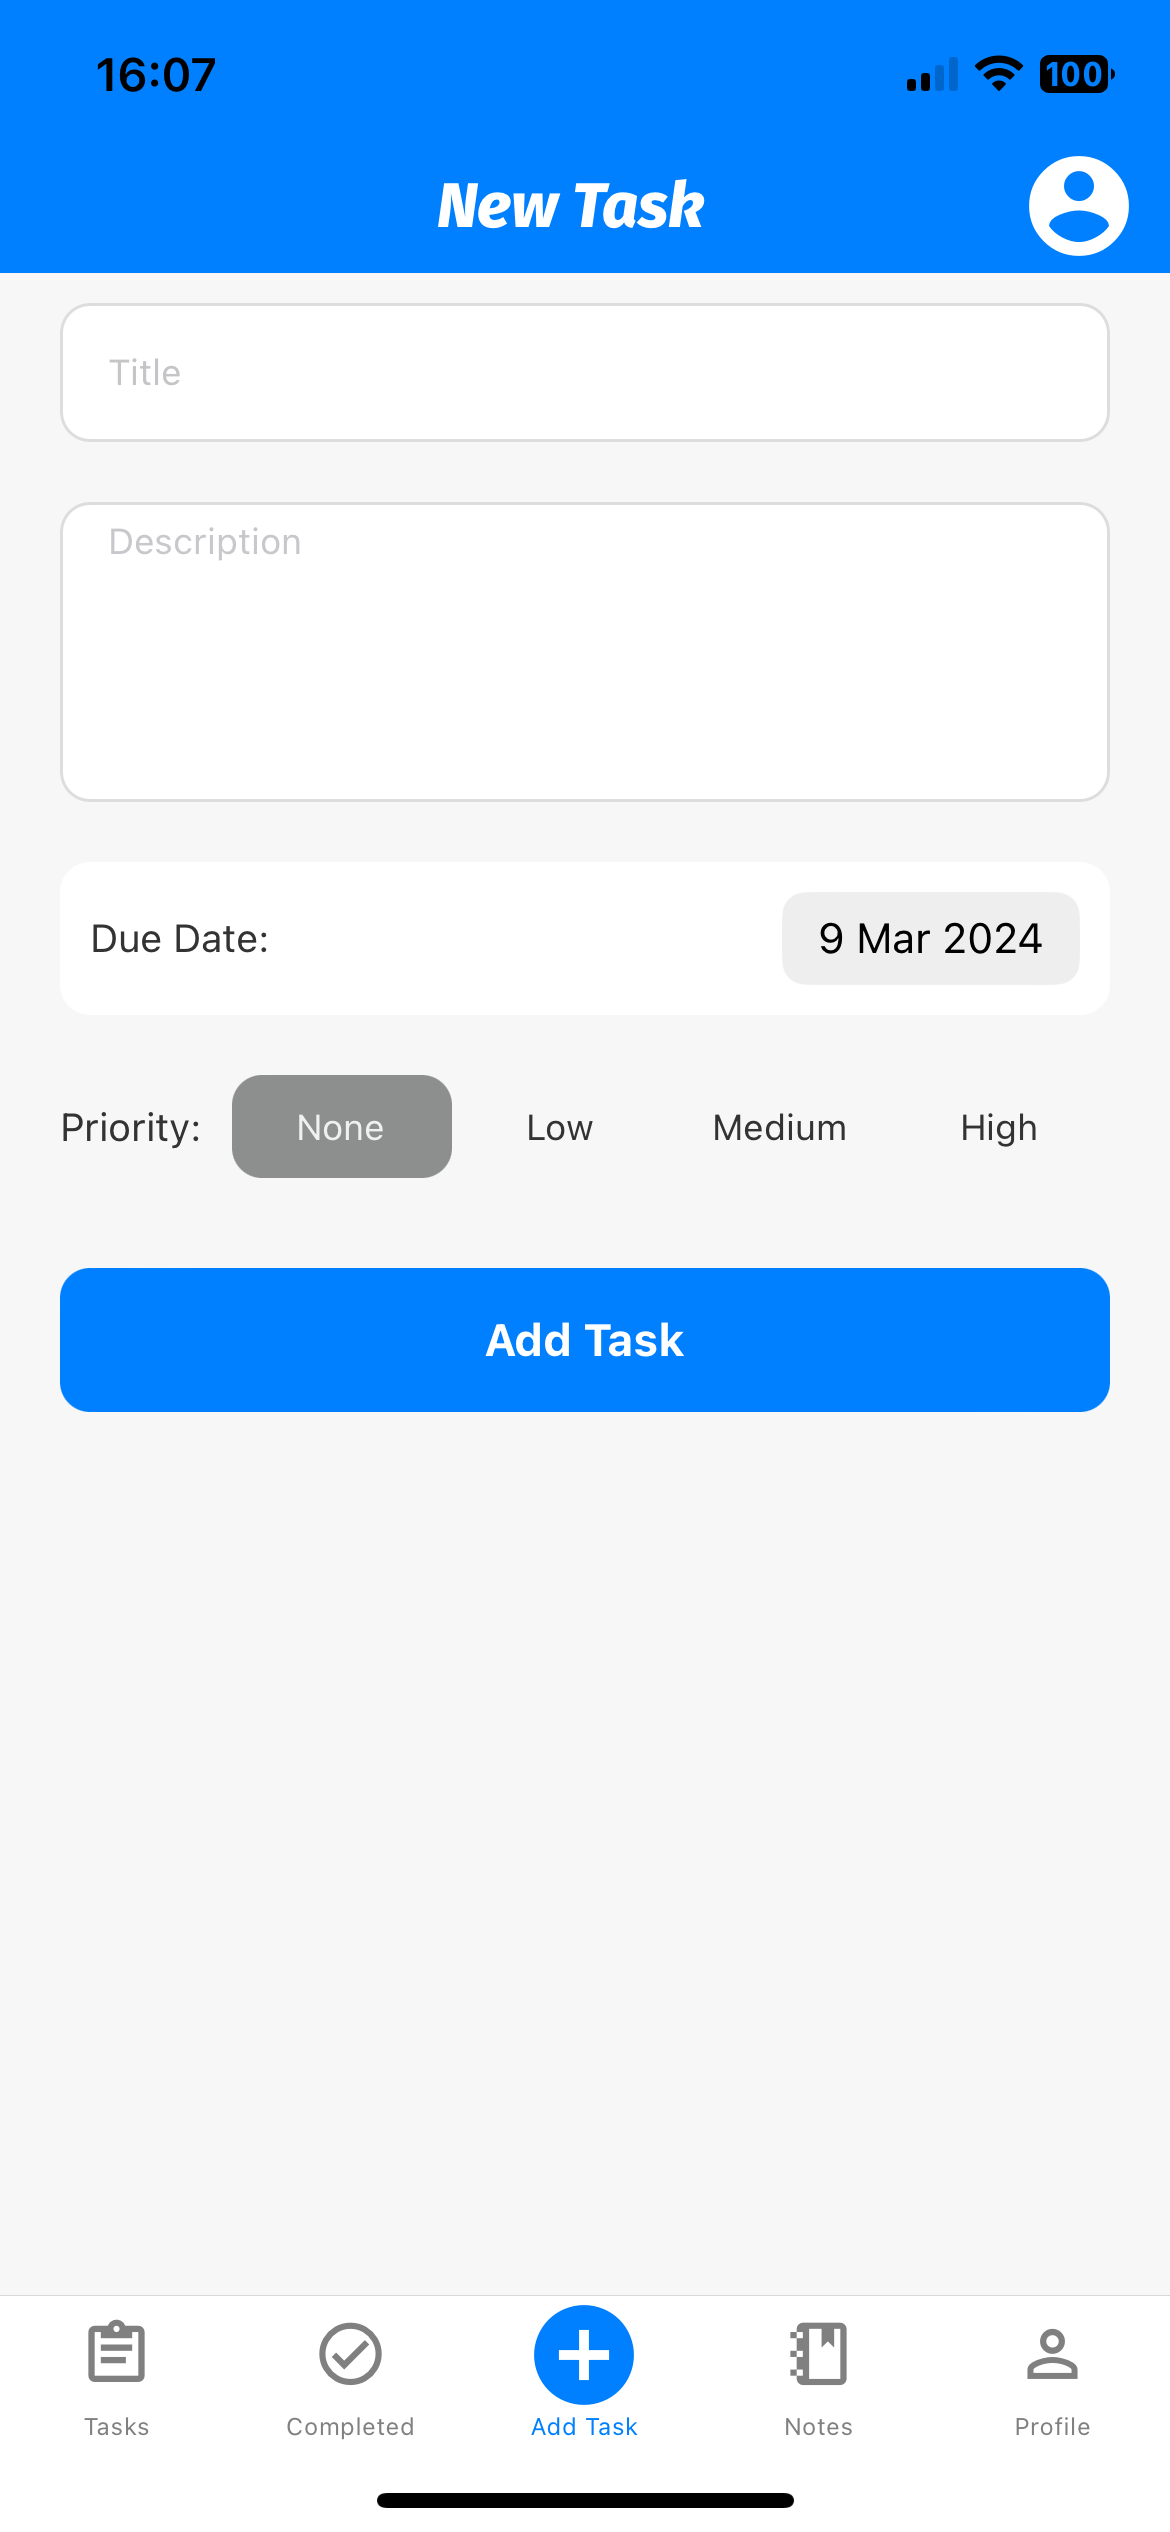 16:07
100
New Task
Title
Description
Due Date:
9 Mar 2024
Priority:
None
Low
Medium
High
Add Task
Tasks
Completed
Add Task
Notes
Profile